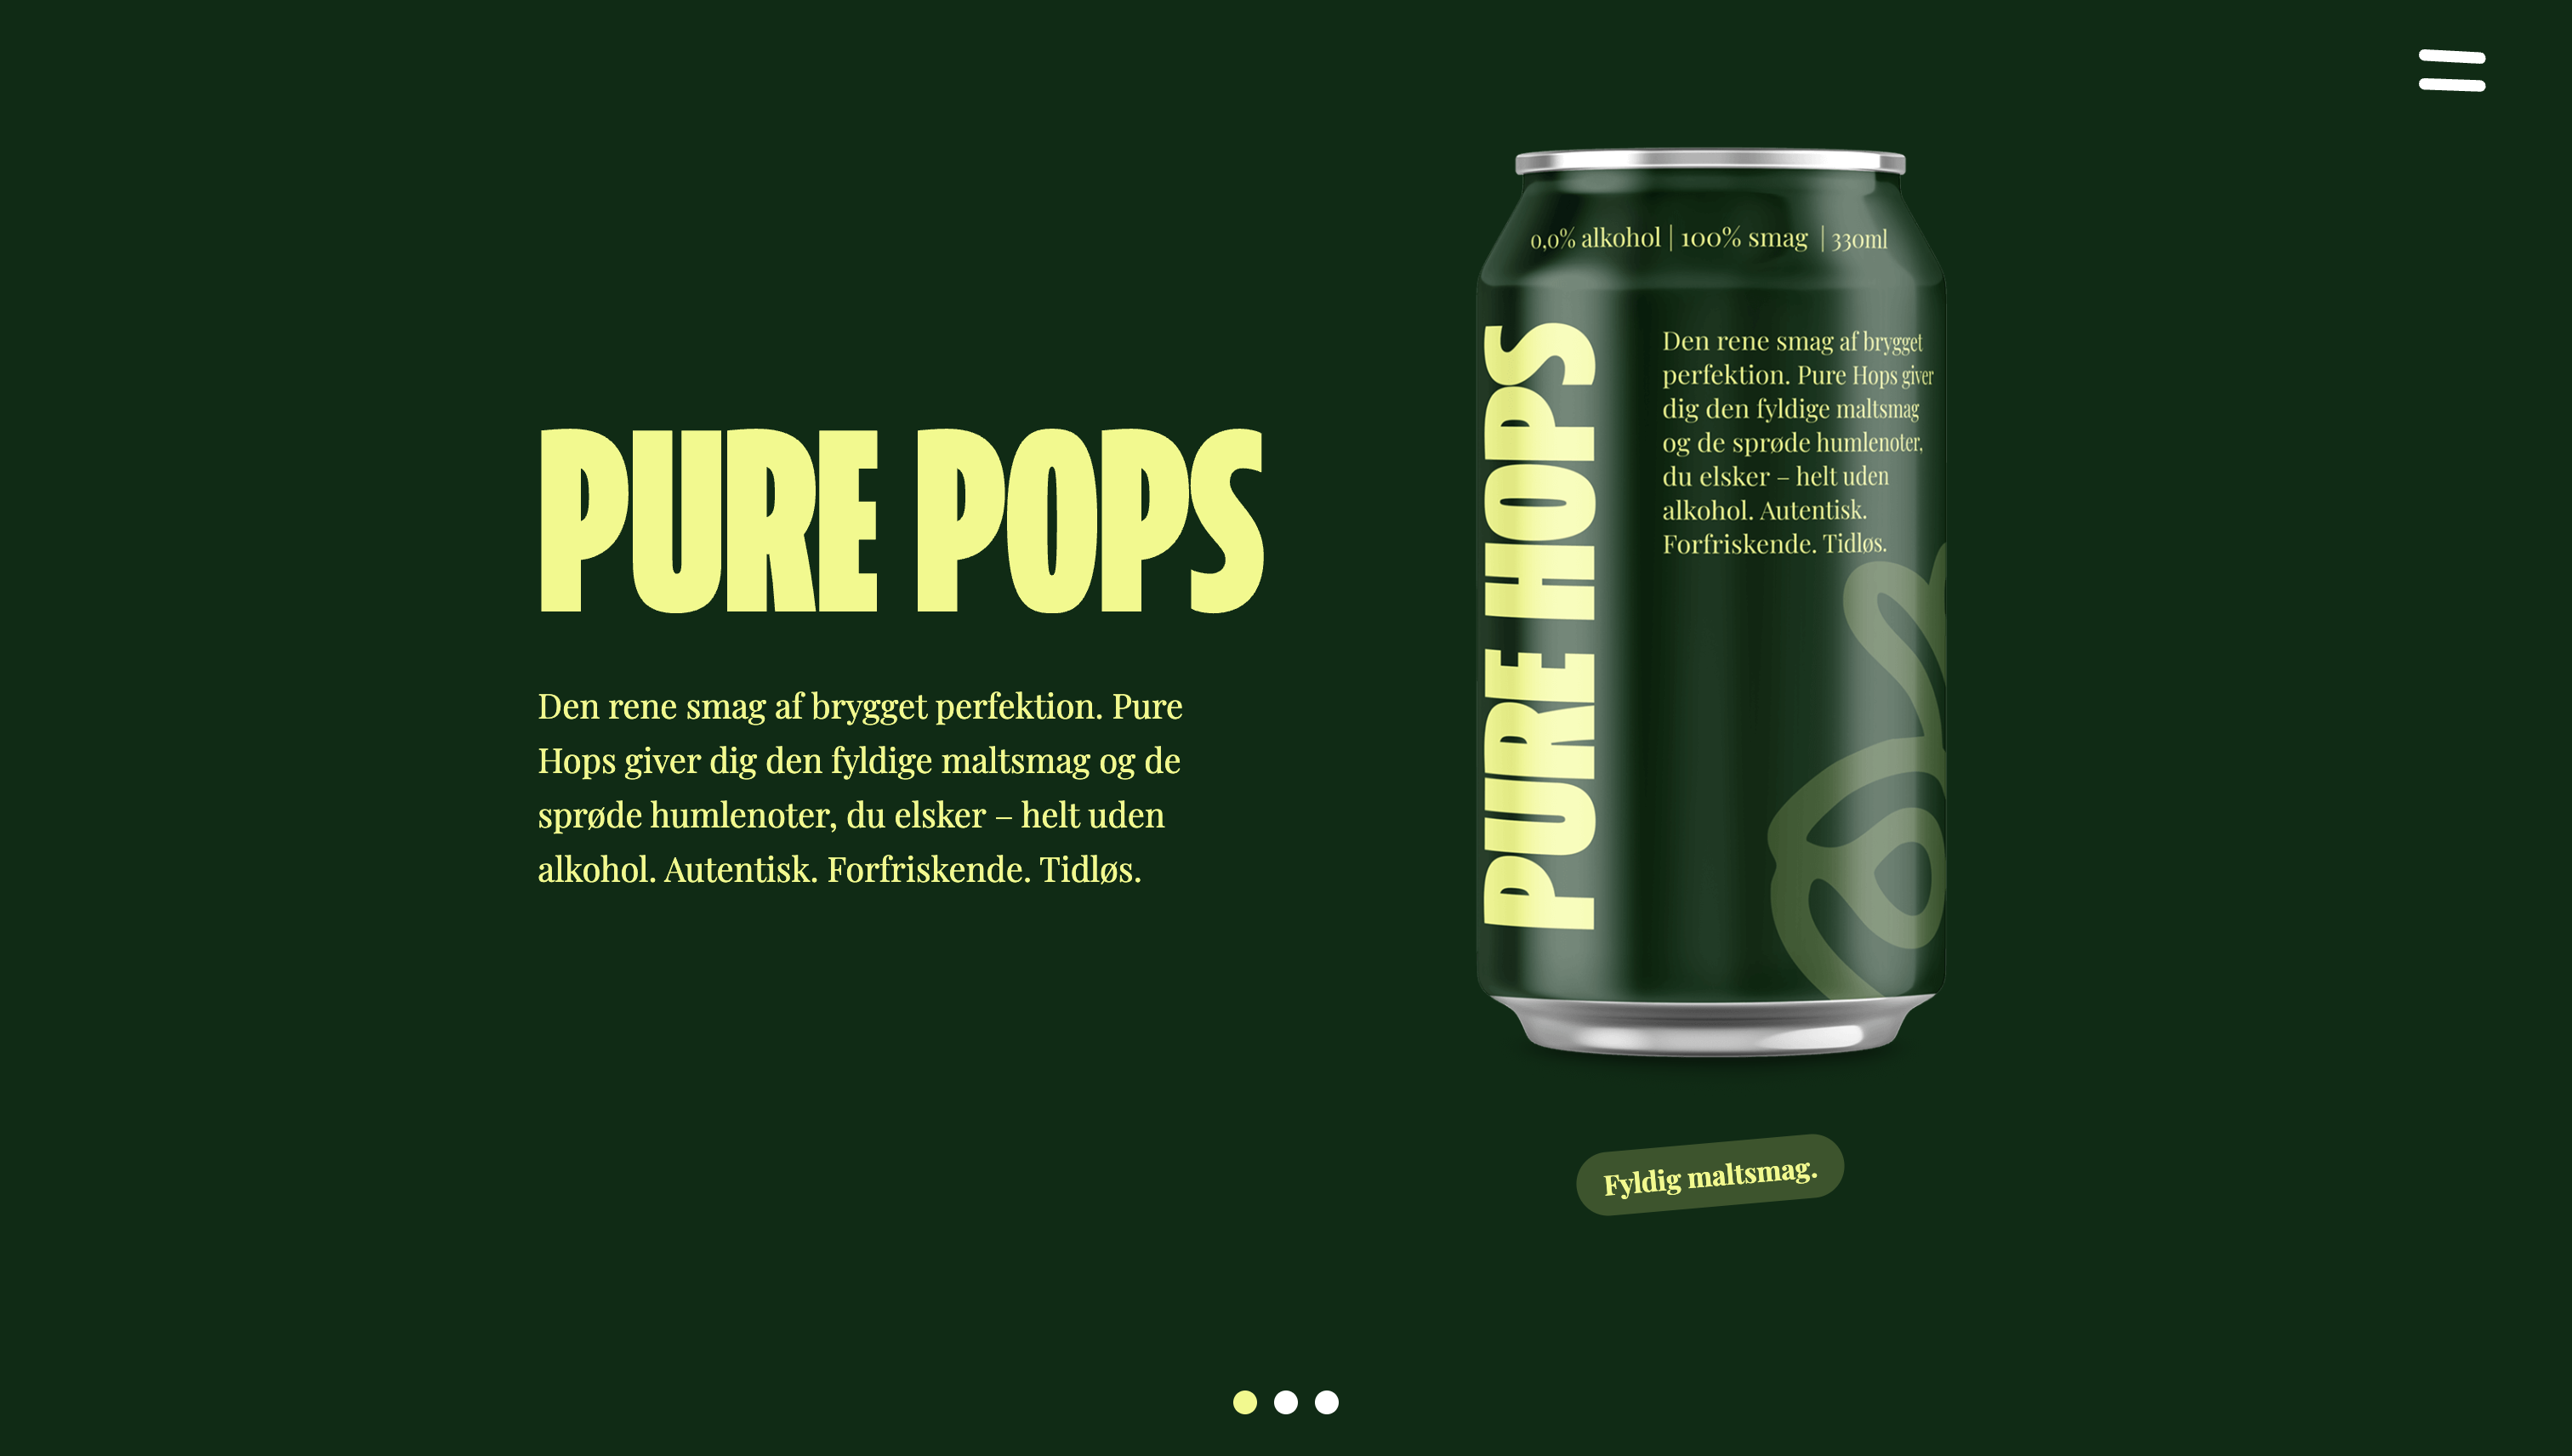 PURE POPS
Den rene smag af brygget perfektion. Pure
Hops giver dig den fyldige maltsmag og de
sprøde humlenoter, du elsker – helt uden
alkohol. Autentisk. Forfriskende. Tidløs.
0,0% alkohol | 100% smag | 330ml
PURE HOPS
Den rene smag af brygget
perfektion. Pure Hops giver
dig den fyldige maltsmag
og de sprøde humlenoter,
du elsker – helt uden
alkohol. Autentisk.
Forfriskende. Tidløs.
Fyldig maltsmag.